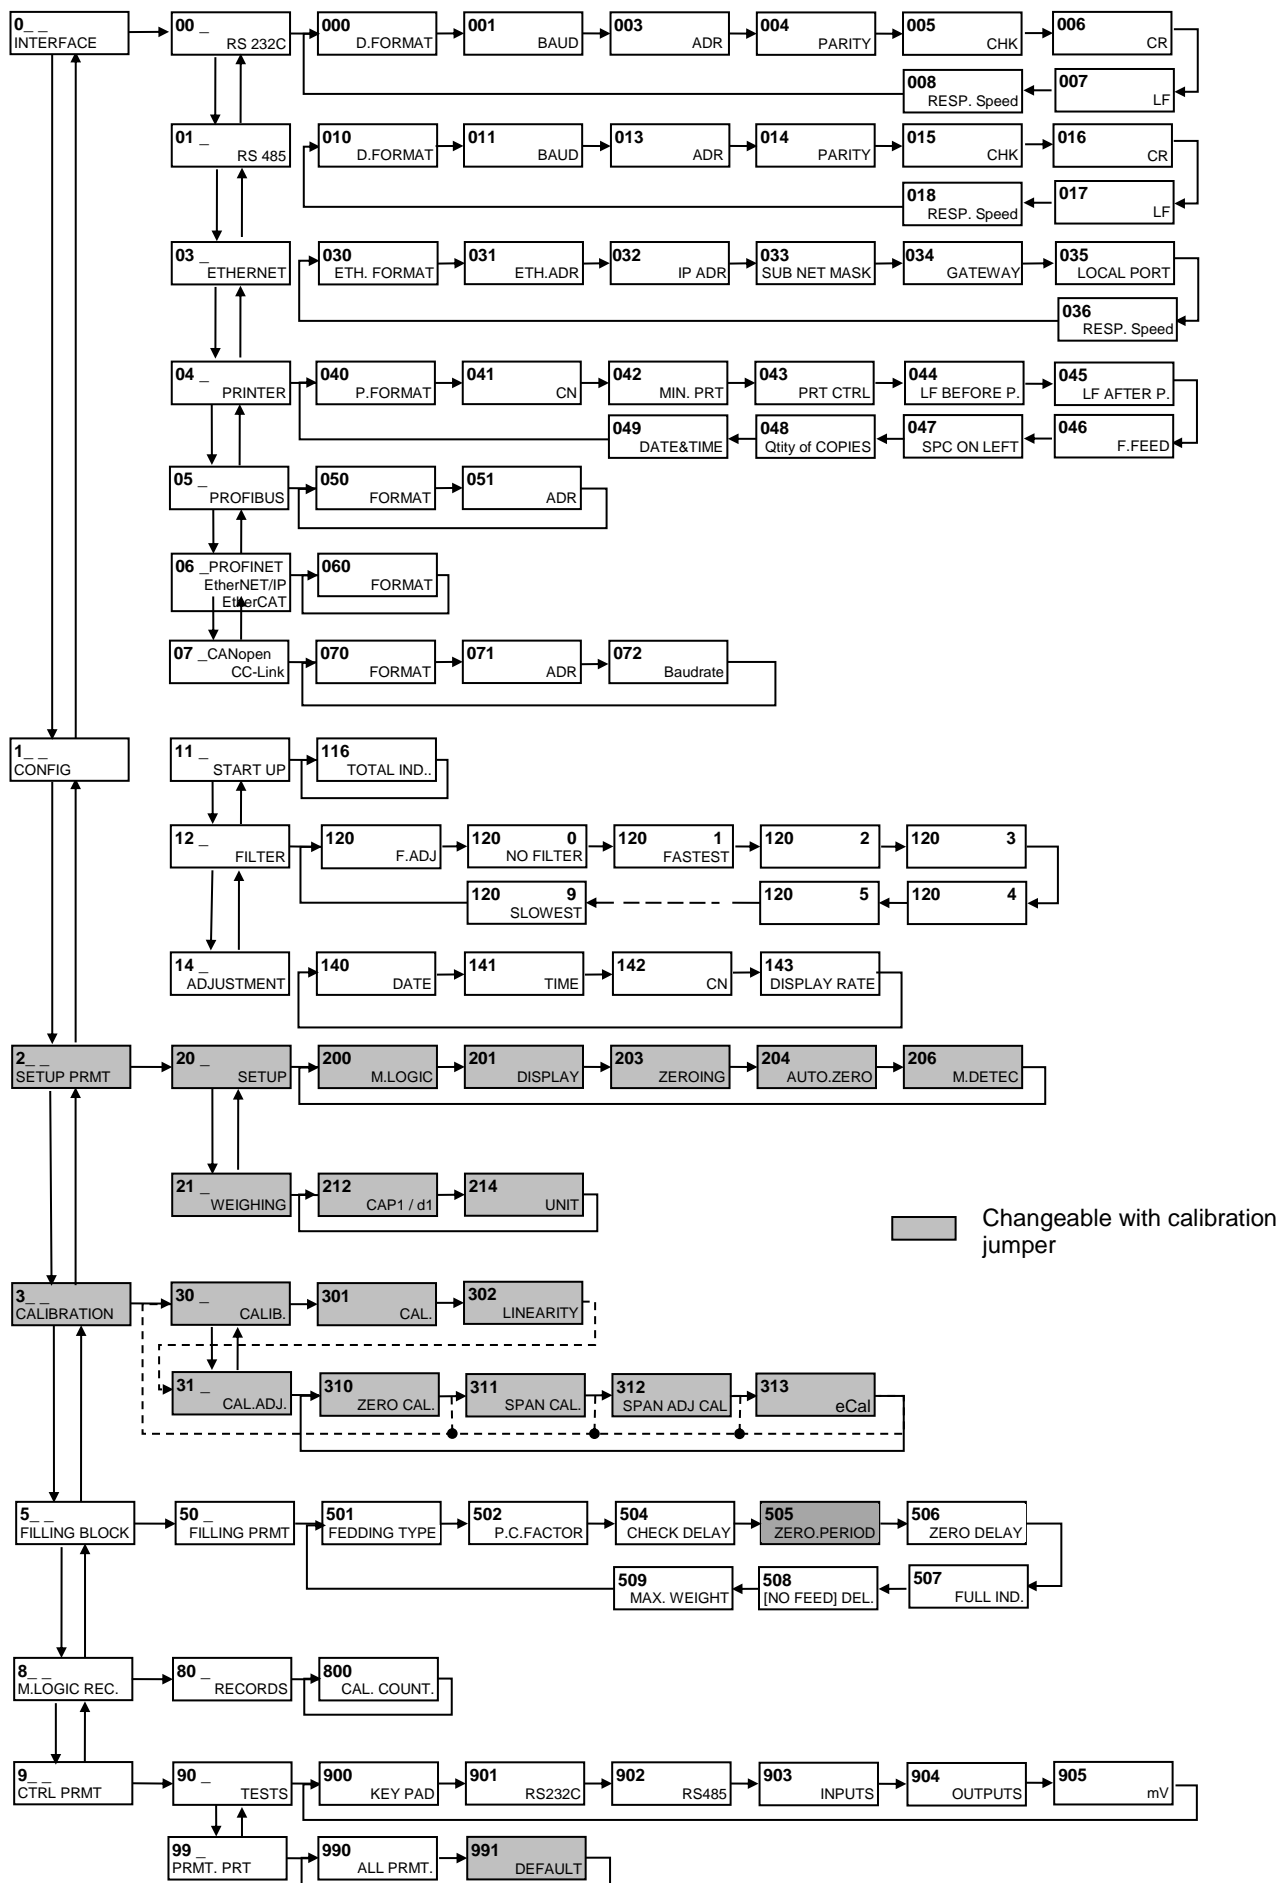 0_ _
INTERFACE
00 _
RS 232C
000
D.FORMAT
001
BAUD
003
ADR
004
PARITY
005
CHK
006
CR
008
RESP. Speed
007
LF
01 _
RS 485
010
D.FORMAT
011
BAUD
013
ADR
014
PARITY
015
CHK
016
CR
018
RESP. Speed
017
LF
03 _
ETHERNET
030
ETH. FORMAT
031
ETH.ADR
032
IP ADR
033
SUB NET MASK
034
GATEWAY
035
LOCAL PORT
036
RESP. Speed
04 _
PRINTER
040
P.FORMAT
041
CN
042
MIN. PRT
043
PRT CTRL
044
LF BEFORE P.
045
LF AFTER P.
049
DATE&TIME
048
Qtity of COPIES
047
SPC ON LEFT
046
F.FEED
05 _
PROFIBUS
050
FORMAT
051
ADR
06 _PROFINET
EtherNET/IP
EtherCAT
060
FORMAT
07 _CANopen
CC-Link
070
FORMAT
071
ADR
072
Baudrate
1_ _
CONFIG
11 _
START UP
116
TOTAL IND..
12 _
FILTER
120
F.ADJ
120 0
NO FILTER
120 1
FASTEST
120 2
120 3
120 9
SLOWEST
120 5
120 4
14 _
ADJUSTMENT
140
DATE
141
TIME
142
CN
143
DISPLAY RATE
2_ _
SETUP PRMT
20 _
SETUP
200
M.LOGIC
201
DISPLAY
203
ZEROING
204
AUTO.ZERO
206
M.DETEC
21 _
WEIGHING
212
CAP1 / d1
214
UNIT
Changeable with calibration
jumper
3_ _
CALIBRATION
30 _
CALIB.
301
CAL.
302
LINEARITY
31 _
CAL.ADJ.
310
ZERO CAL.
311
SPAN CAL.
312
SPAN ADJ CAL
313
eCal
5_ _
FILLING BLOCK
50 _
FILLING PRMT
501
FEDDING TYPE
502
P.C.FACTOR
504
CHECK DELAY
505
ZERO.PERIOD
506
ZERO DELAY
509
MAX. WEIGHT
508
[NO FEED] DEL.
507
FULL IND.
8_ _
M.LOGIC REC.
80 _
RECORDS
800
CAL. COUNT.
9_ _
CTRL PRMT
90 _
TESTS
900
KEY PAD
901
RS232C
902
RS485
903
INPUTS
904
OUTPUTS
905
mV
99 _
PRMT. PRT
990
ALL PRMT.
991
DEFAULT